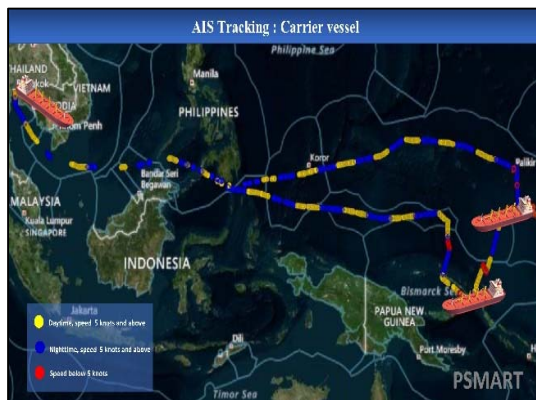 AIS Tracking : Carrier vessel
Philippine Sea
Manila
THAILAND
VIETNAM
PHILIPPINES
Phnom Penh
Koror
Palikir
Bandar Seri
Begawan
MALAYSIA
Kuala Lumpur
SINGAPORE
INDONESIA
Bismarck Sea
PAPUA NEW
GUINEA
Jakarta
Dili
Port Moresby
Timor Sea
Daytime, speed 5 knots and above
Nighttime, speed 5 knots and above
Speed below 5 knots
PSMART